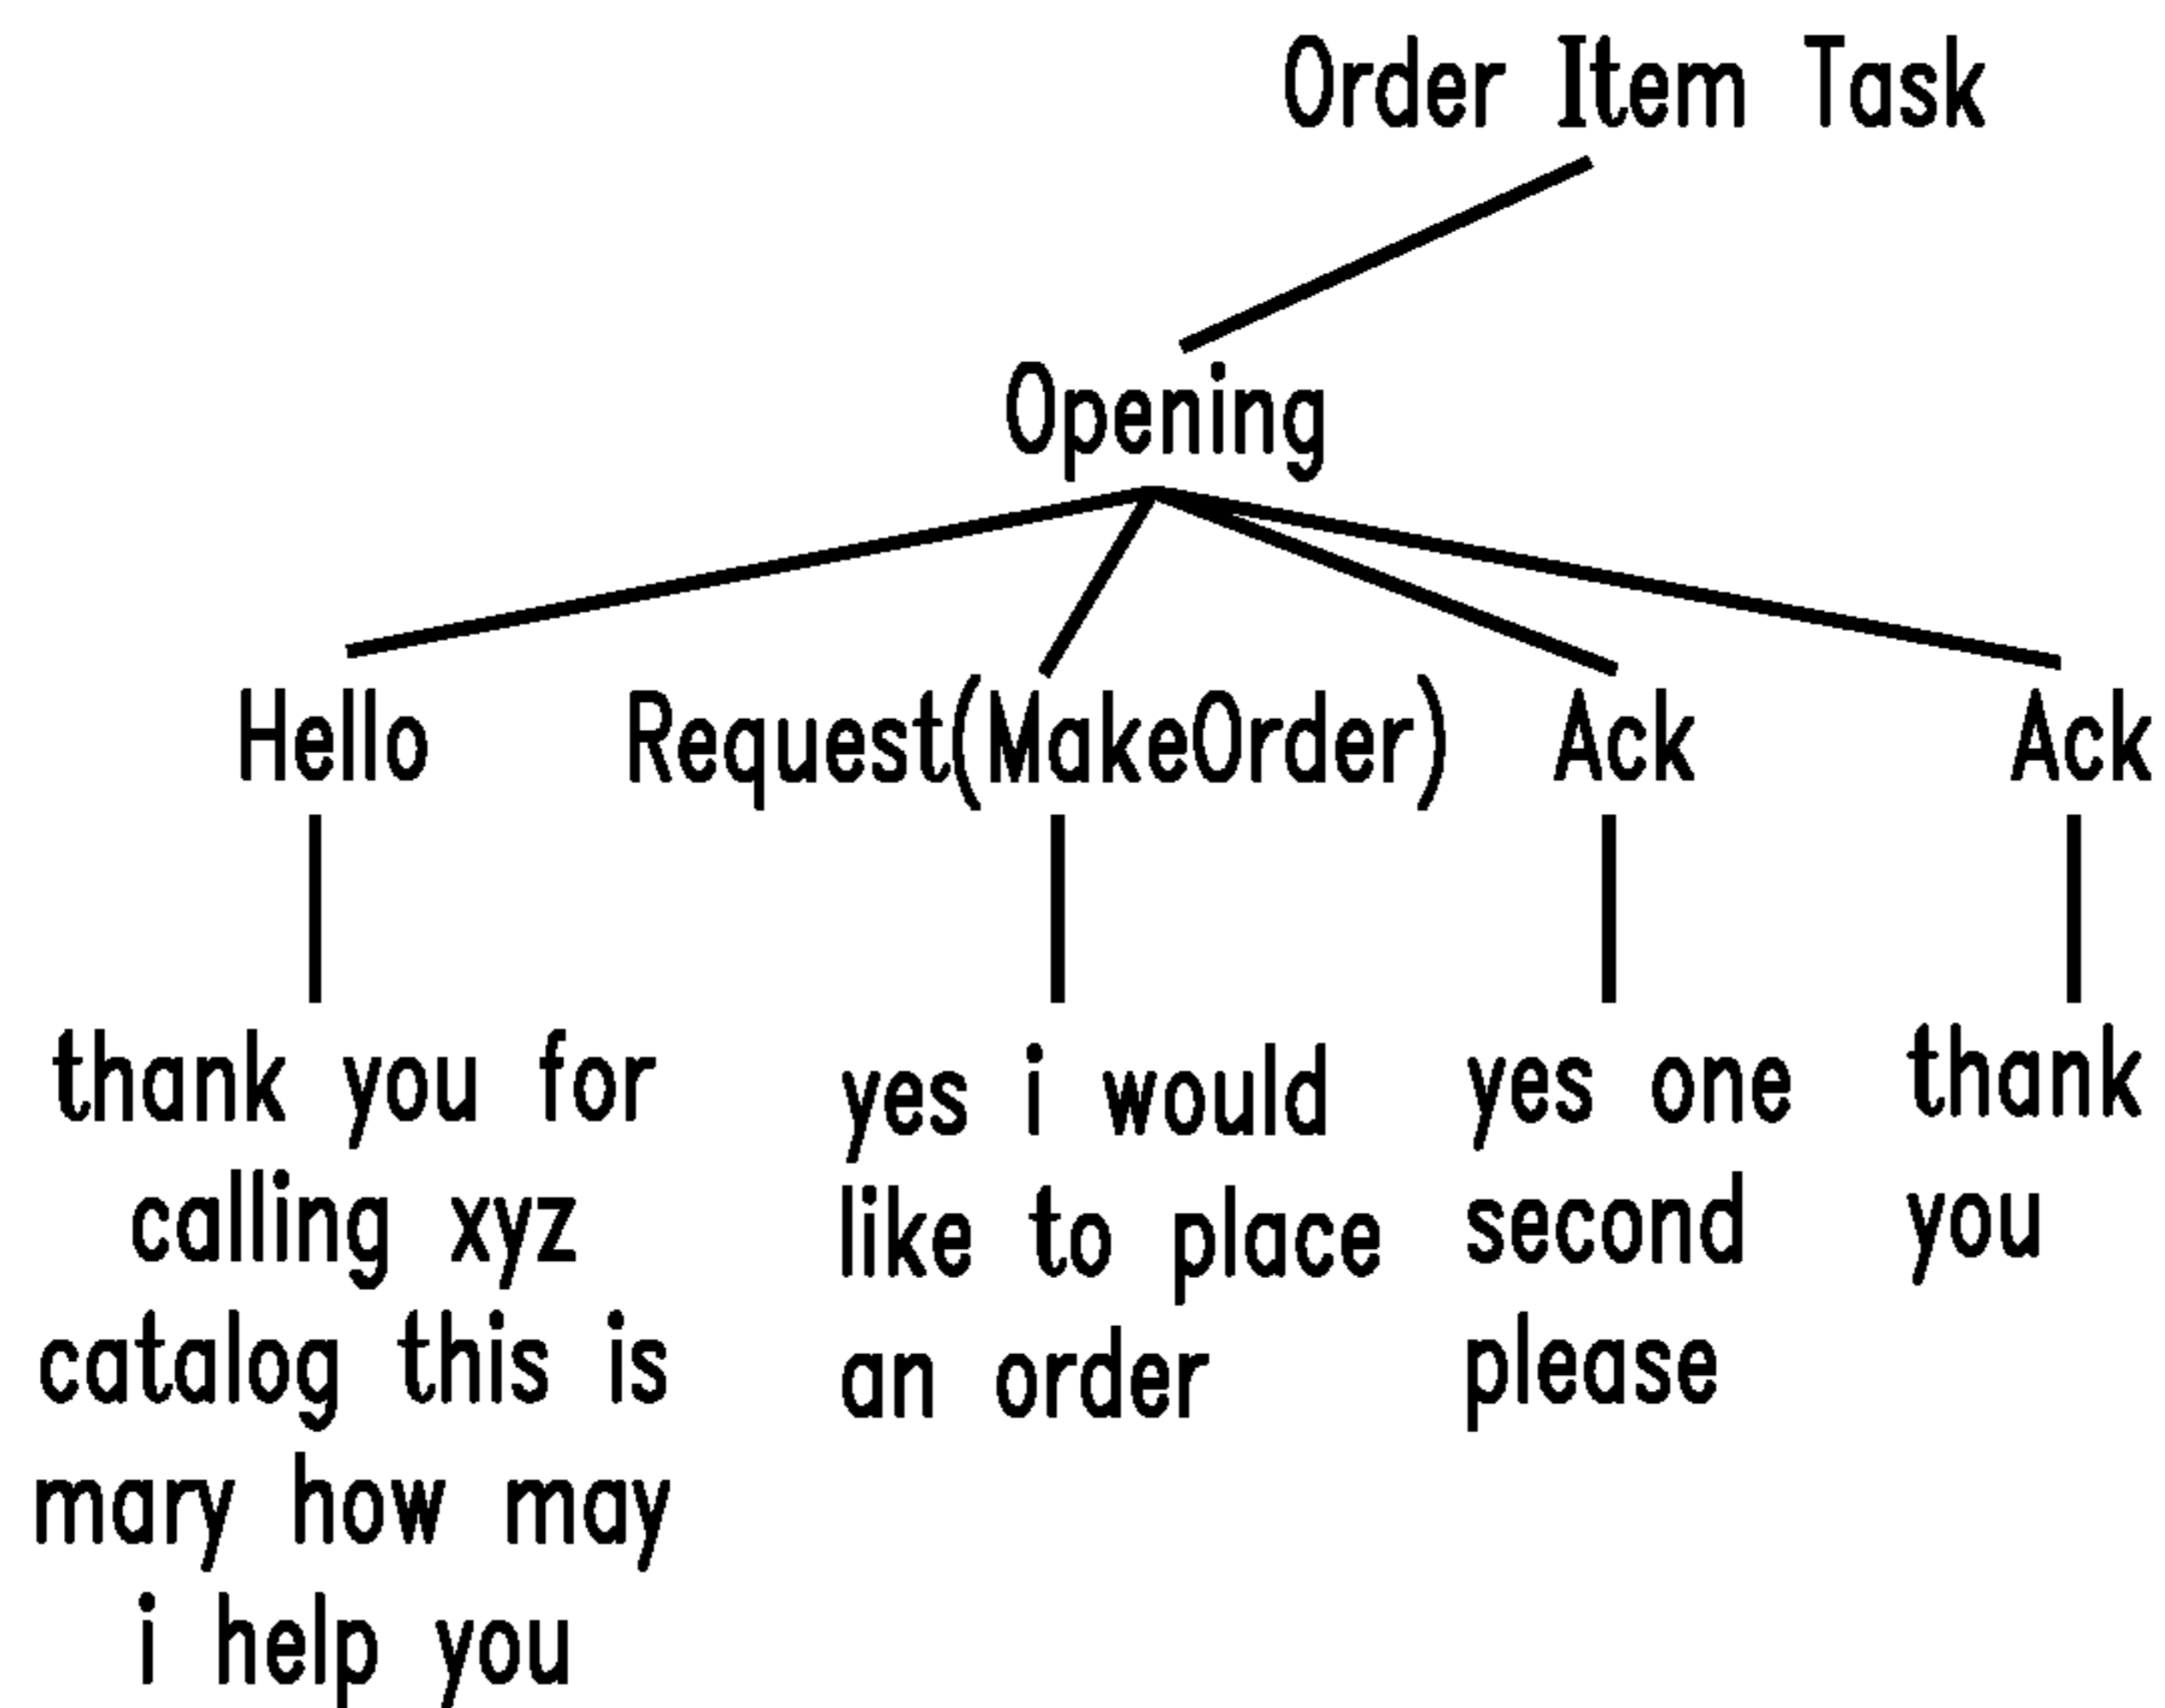 Order Item Task
Opening
Hello Request(MakeOrder) Ack Ack
thank you for
calling xyz
catalog this is
mary how may
i help you
yes i would
like to place
an order
yes one
second
please
thank
you